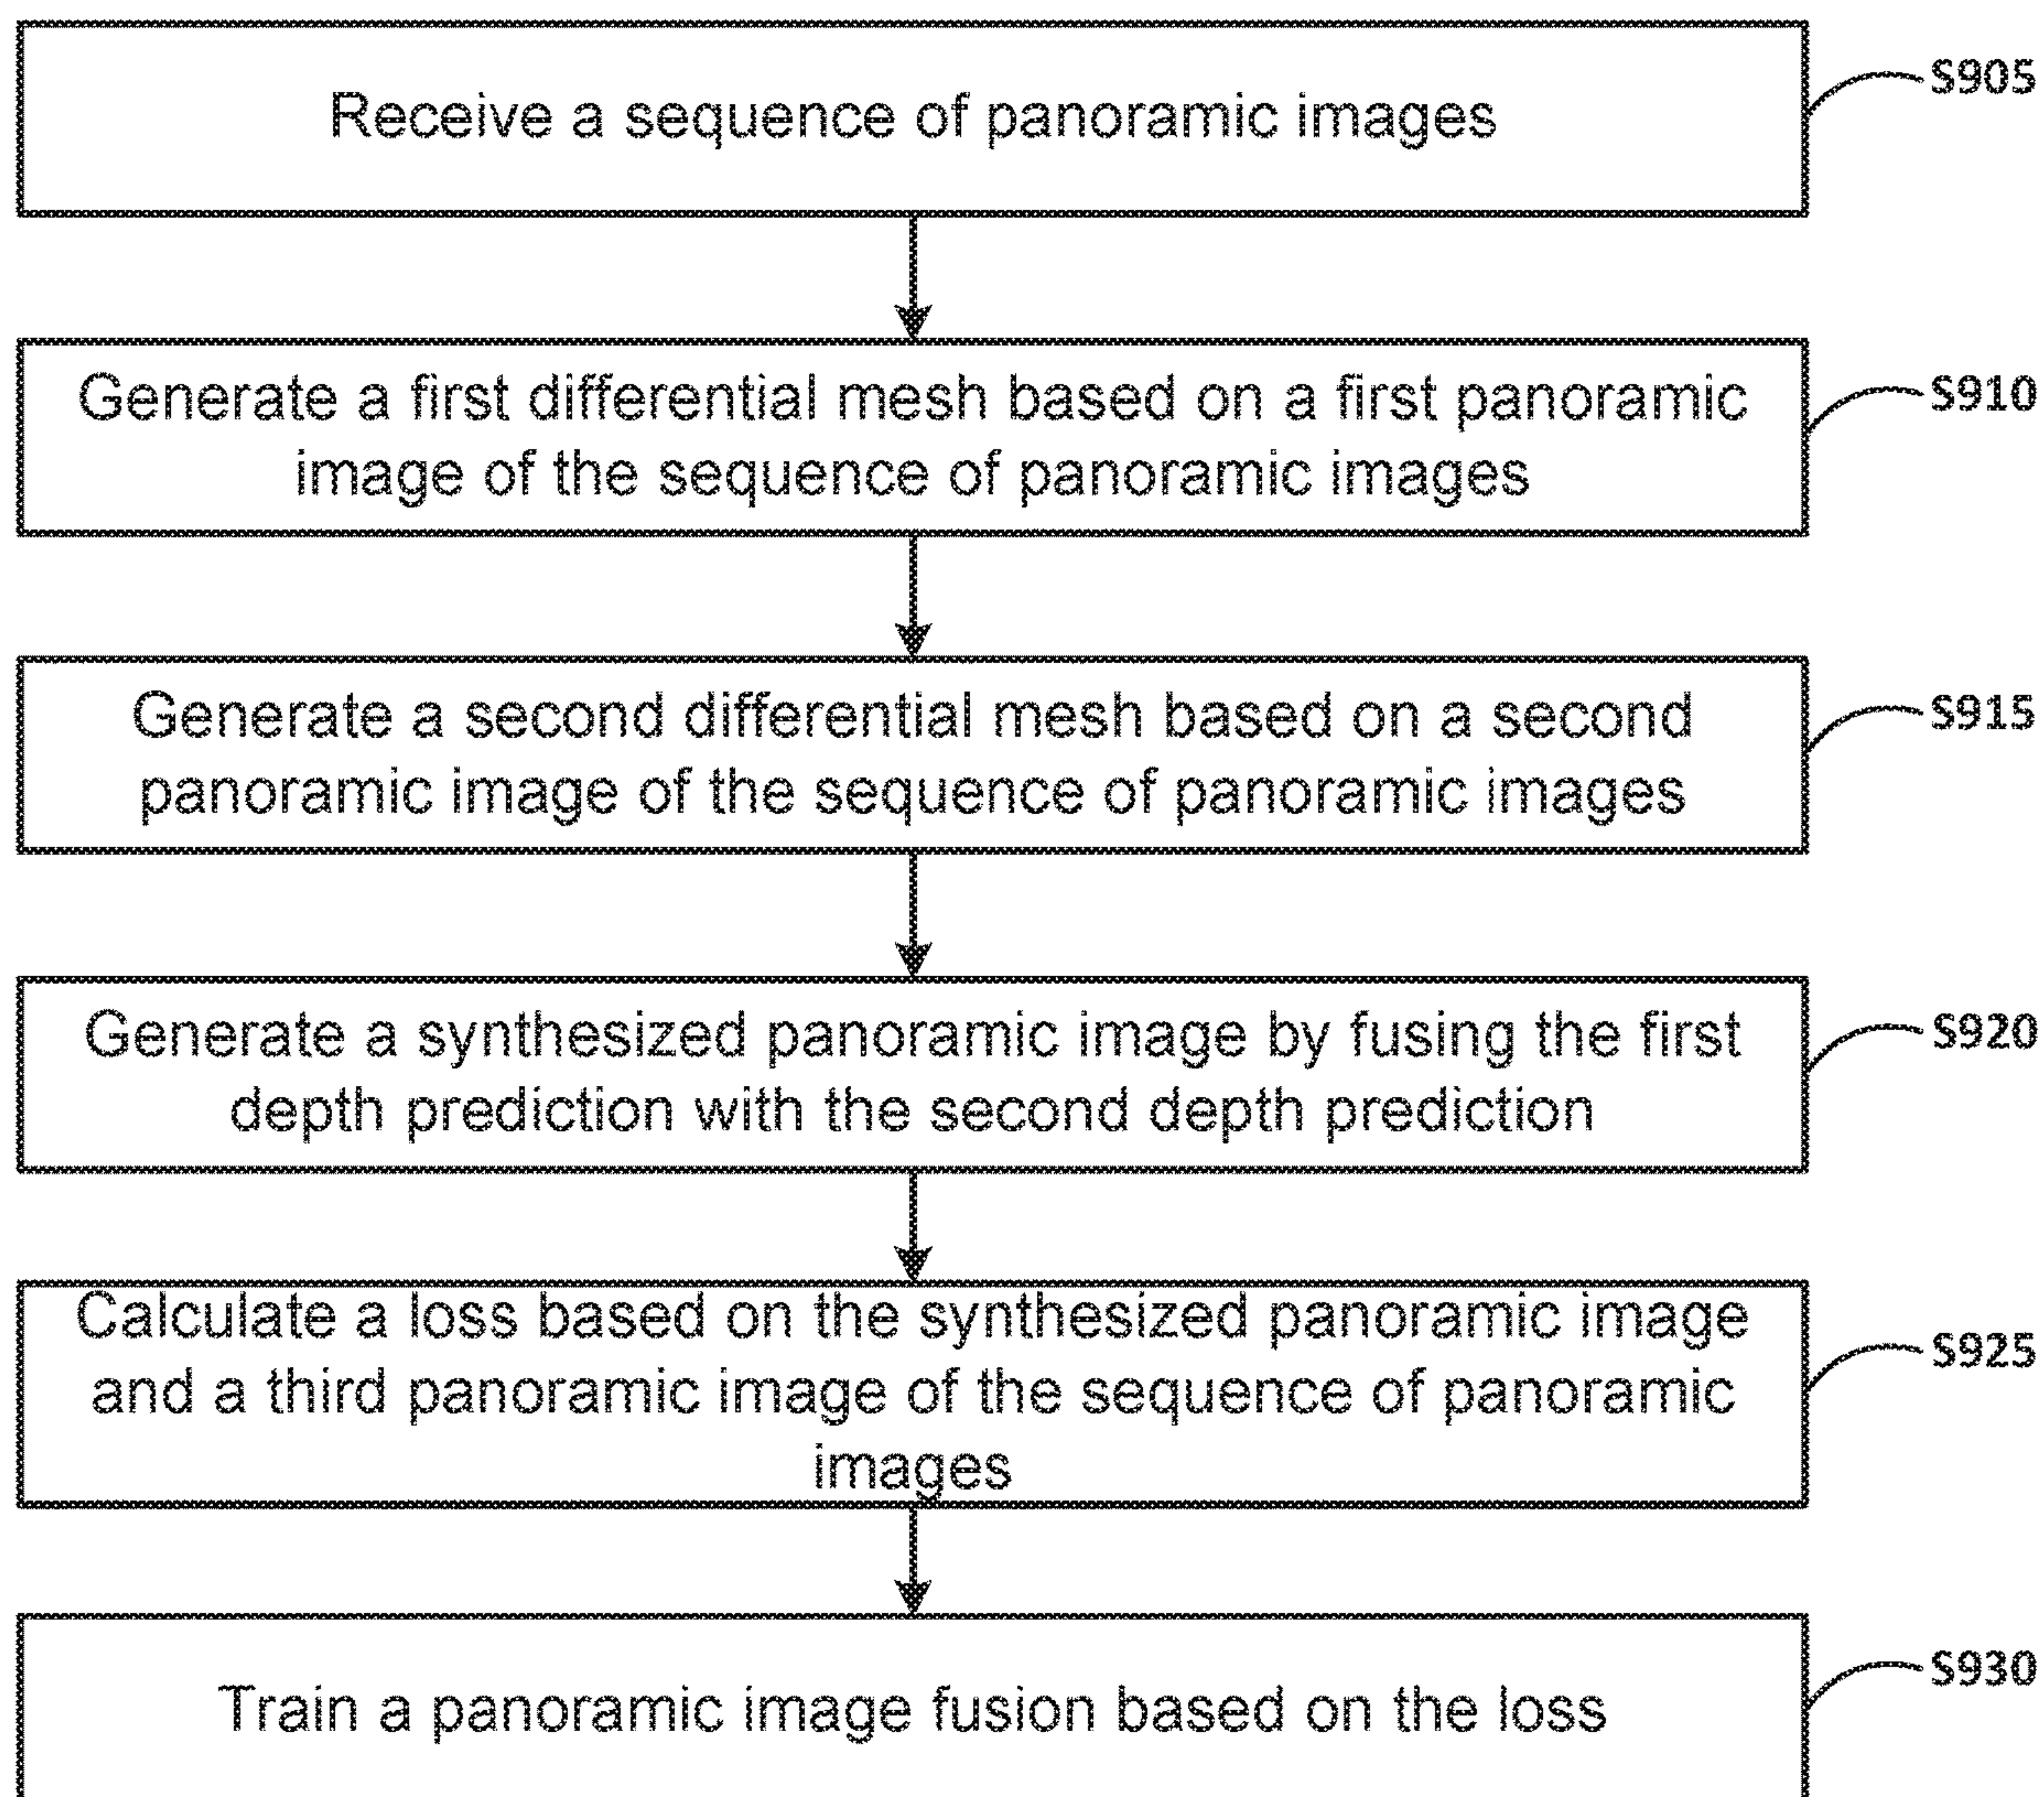 Receive a sequence of panoramic images
S905
Generate a first differential mesh based on a first panoramic
image of the sequence of panoramic images
S910
Generate a second differential mesh based on a second
panoramic image of the sequence of panoramic images
S915
Generate a synthesized panoramic image by fusing the first
depth prediction with the second depth prediction
S920
Calculate a loss based on the synthesized panoramic image
and a third panoramic image of the sequence of panoramic
images
S925
Train a panoramic image fusion based on the loss
S930